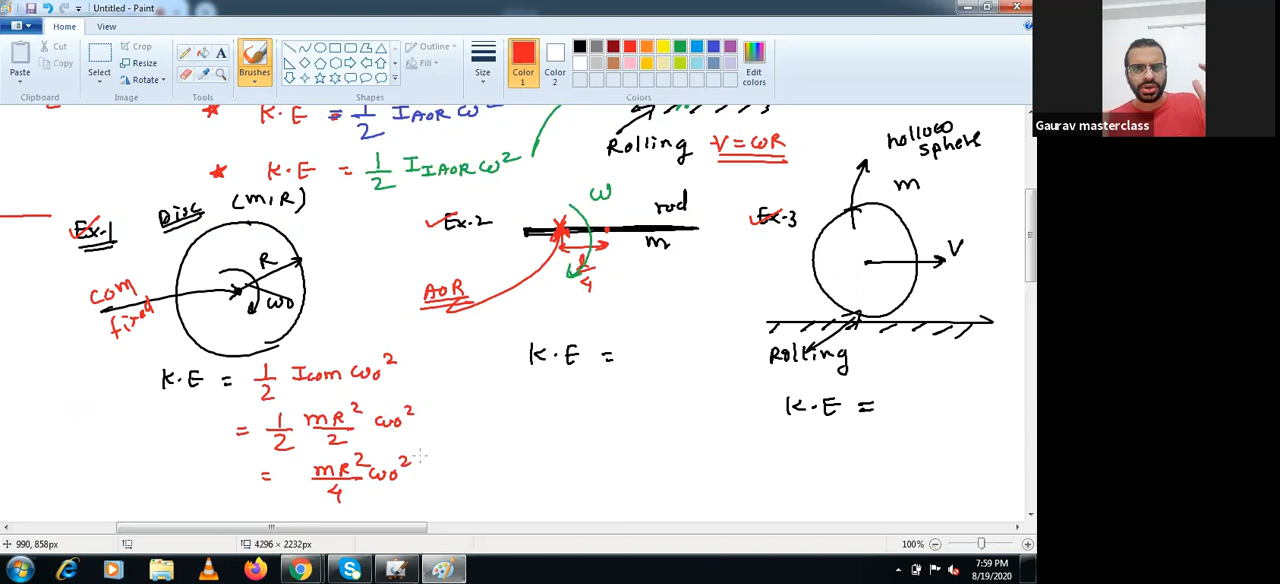 Untitled - Paint
Home View
Paste
Cut
Copy
Clipboard
Select
Crop
Resize
Rotate
Image
Tools
Brushes
Shapes
Outline
Fill
Size
Color 1
Color 2
Colors
Edit colors
Gaurav masterclass
* K.E = 1/2 I_AOR ω²
* K.E = 1/2 I_IAOR ω²
Rolling V = ωR
Ex-1
Disc (m, R)
R
ω₀
com
fixed
K.E = 1/2 Icom ω₀²
= 1/2 mR²/2 ω₀²
= mR²/4 ω₀²
Ex-2
ω
rod
m
l/4
AOR
K.E =
Ex-3
hollow
sphere
m
V
Rolling
K.E =
990, 858px
4296 × 2232px
100%
7:59 PM
8/19/2020